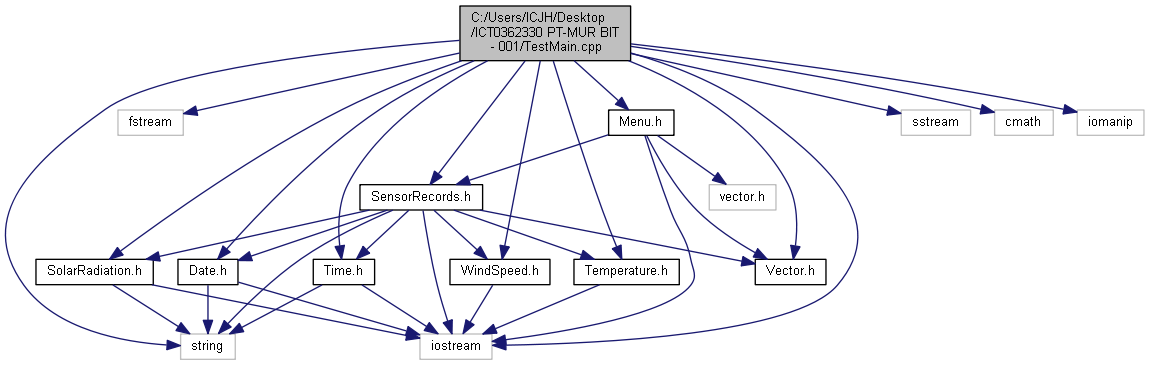 C:/Users/ICJH/Desktop
/ICT0362330 PT-MUR BIT
- 001/TestMain.cpp
fstream
Menu.h
sstream
cmath
iomanip
SensorRecords.h
vector.h
SolarRadiation.h
Date.h
Time.h
WindSpeed.h
Temperature.h
Vector.h
string
iostream